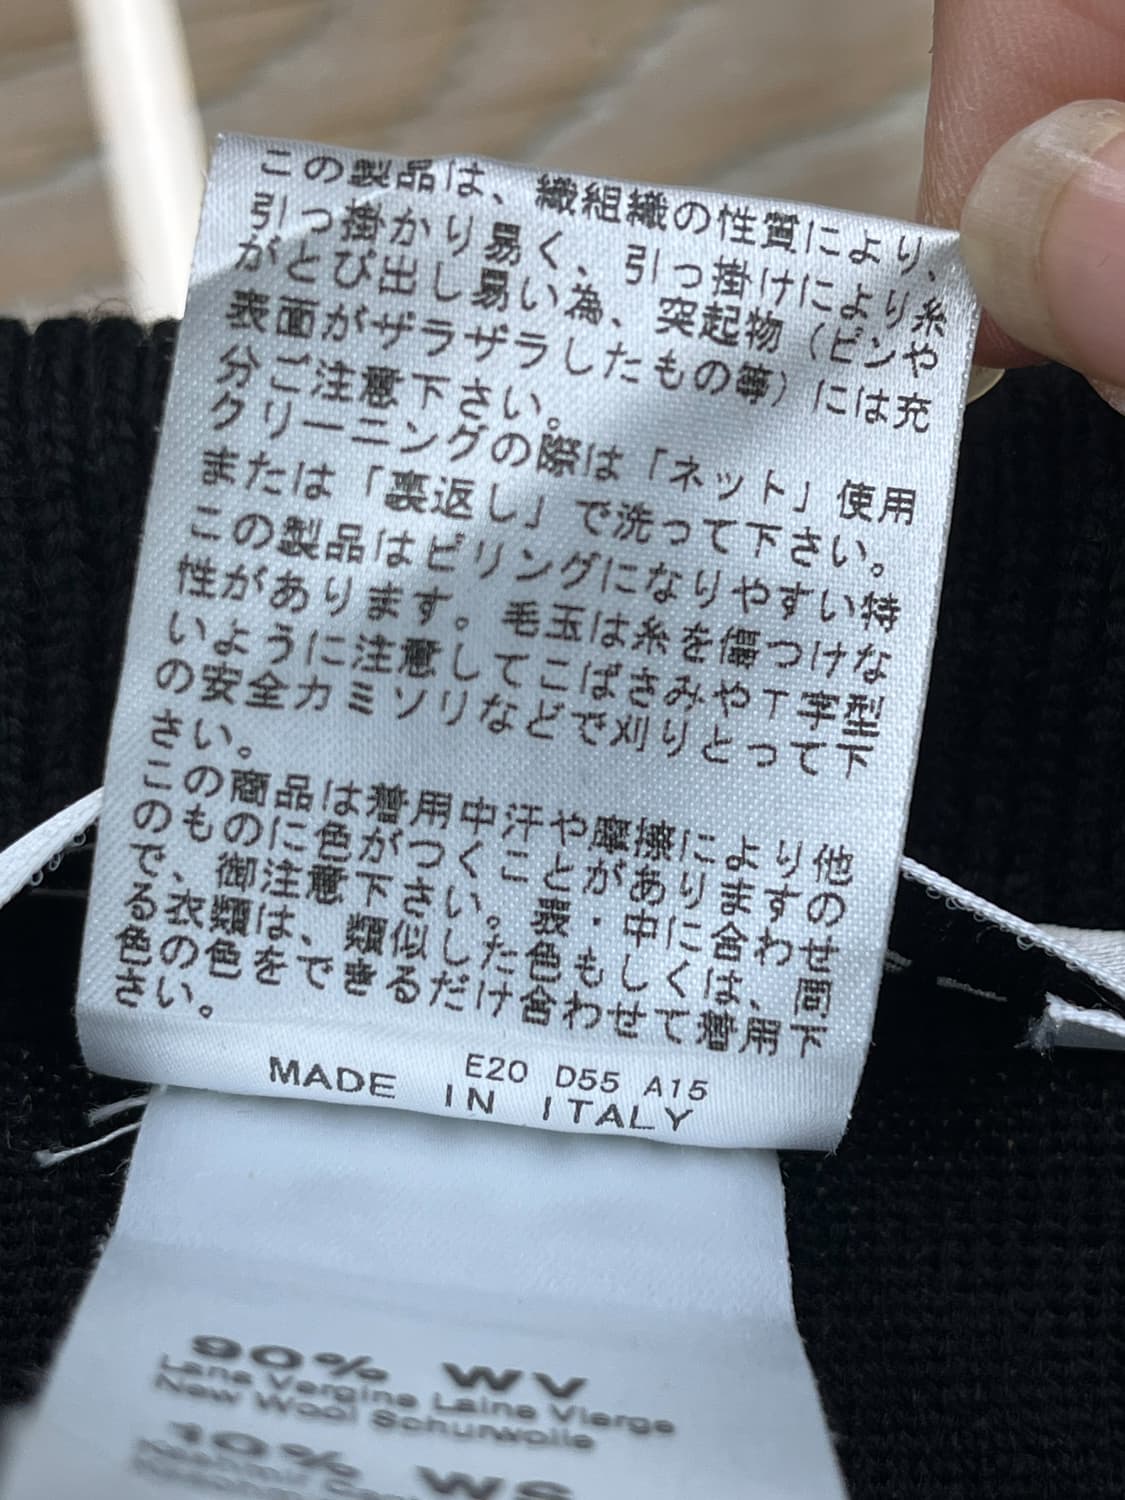 この製品は、繊組織の性質により、
引っ掛かり易く、引っ掛けにより糸
がとび出し易い為、突起物（ピンや
表面がザラザラしたもの等）には充
分ご注意下さい。
クリーニングの際は「ネット」使用
または「裏返し」で洗って下さい。
この製品はピリングになりやすい特
性があります。毛玉は糸を傷つけな
いように注意してこばさみやT字型
の安全カミソリなどで刈りとって下
さい。
この商品は着用中汗や摩擦により他
のものに色がつくことがありますの
で、御注意下さい。表・中に合わせ
る衣類は、類似した色もしくは、同
色の色をできるだけ合わせて着用下
さい。
E20 D55 A15
MADE IN ITALY
90% WV
Lana Vergine Laine Vierge
New Wool Schurwolle
10% WS